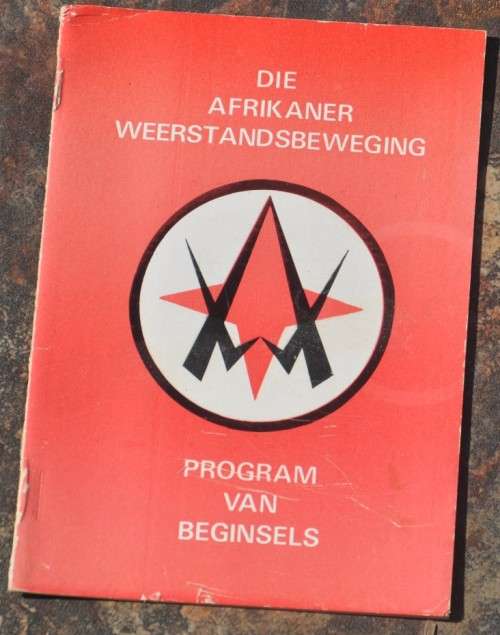 DIE
AFRIKANER
WEERSTANDSBEWEGING
PROGRAM
VAN
BEGINSELS